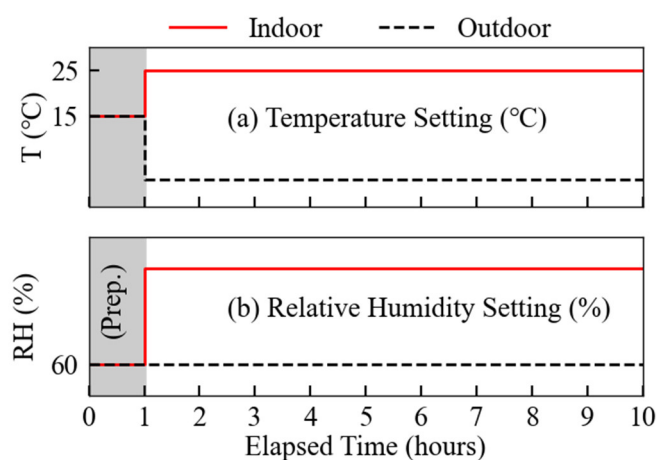 Indoor Outdoor
25
15
T (°C)
(a) Temperature Setting (°C)
RH (%)
60
(Prep.)
(b) Relative Humidity Setting (%)
0 1 2 3 4 5 6 7 8 9 10
Elapsed Time (hours)